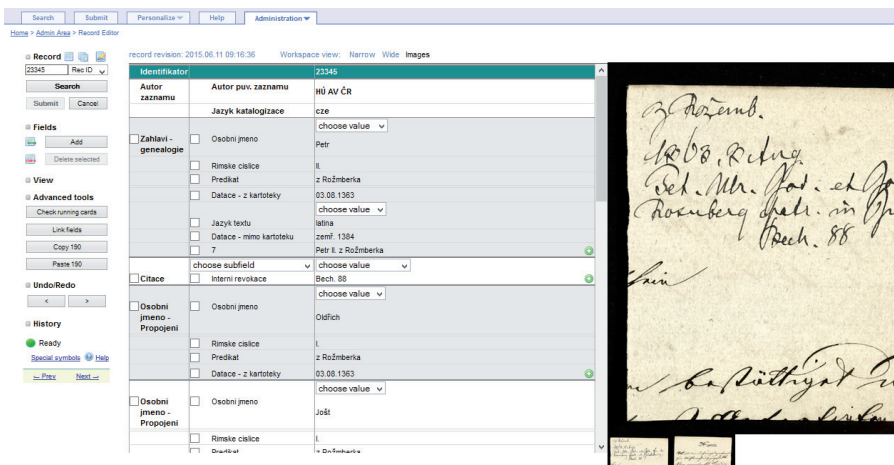 Search Submit Personalize Help Administration
Home > Admin Area > Record Editor
Record
23345 Rec ID
Search
Submit Cancel
Fields
Add
Delete selected
View
Advanced tools
Check running cards
Link fields
Copy 190
Paste 190
Undo/Redo
< >
History
Ready
Special symbols Help
← Prev Next →
record revision: 2015.06.11 09:16:36 Workspace view: Narrow Wide Images
Identifikator 23345
Autor zaznamu Autor puv. zaznamu HÚ AV ČR
Jazyk katalogizace cze
choose value
Zahlavi - genealogie Osobni jmeno Petr
Rimske cislice II.
Predikat z Rožmberka
Datace - z kartoteky 03.08.1363
choose value
Jazyk textu latina
Datace - mimo kartoteku zemř. 1384
7 Petr II. z Rožmberka
choose subfield choose value
Citace Interni revokace Bech. 88
choose value
Osobni jmeno - Propojeni Osobni jmeno Oldřich
Rimske cislice I.
Predikat z Rožmberka
Datace - z kartoteky 03.08.1363
choose value
Osobni jmeno - Propojeni Osobni jmeno Jošt
Rimske cislice I.
Predikat z Rožmberka
z Rožemb.
Pet. Ulr. Jod. et
Rosenberg in
Bech. 88